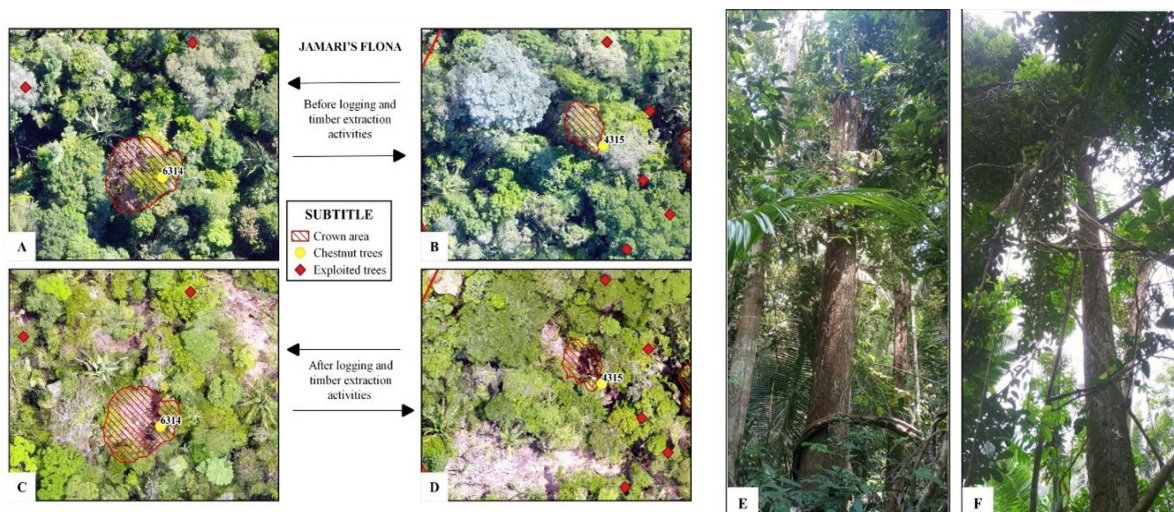 JAMARI'S FLONA
Before logging and
timber extraction
activities
6314
4315
A
B
SUBTITLE
Crown area
Chestnut trees
Exploited trees
After logging and
timber extraction
activities
6314
4315
C
D
E
F